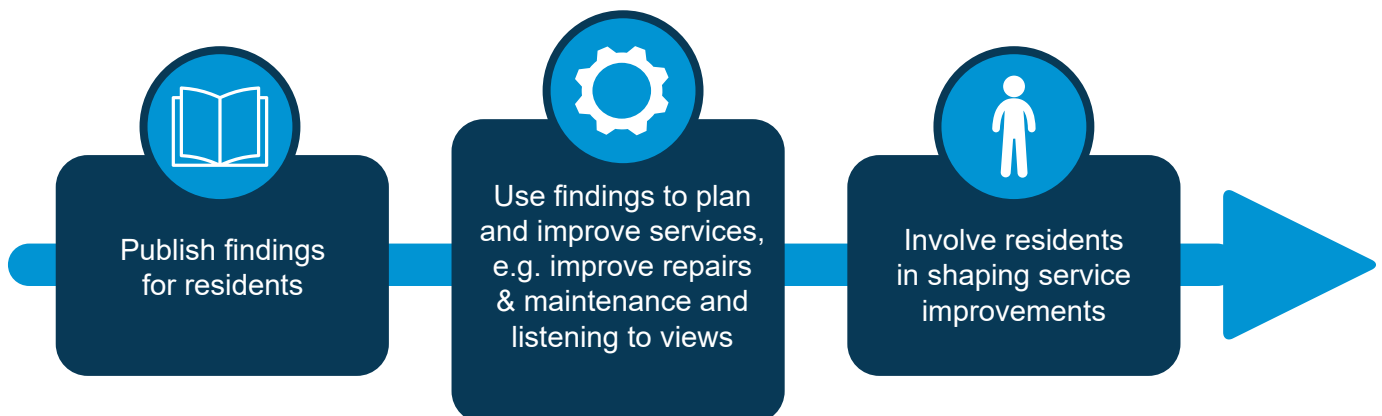 Publish findings
for residents
Use findings to plan
and improve services,
e.g. improve repairs
& maintenance and
listening to views
Involve residents
in shaping service
improvements